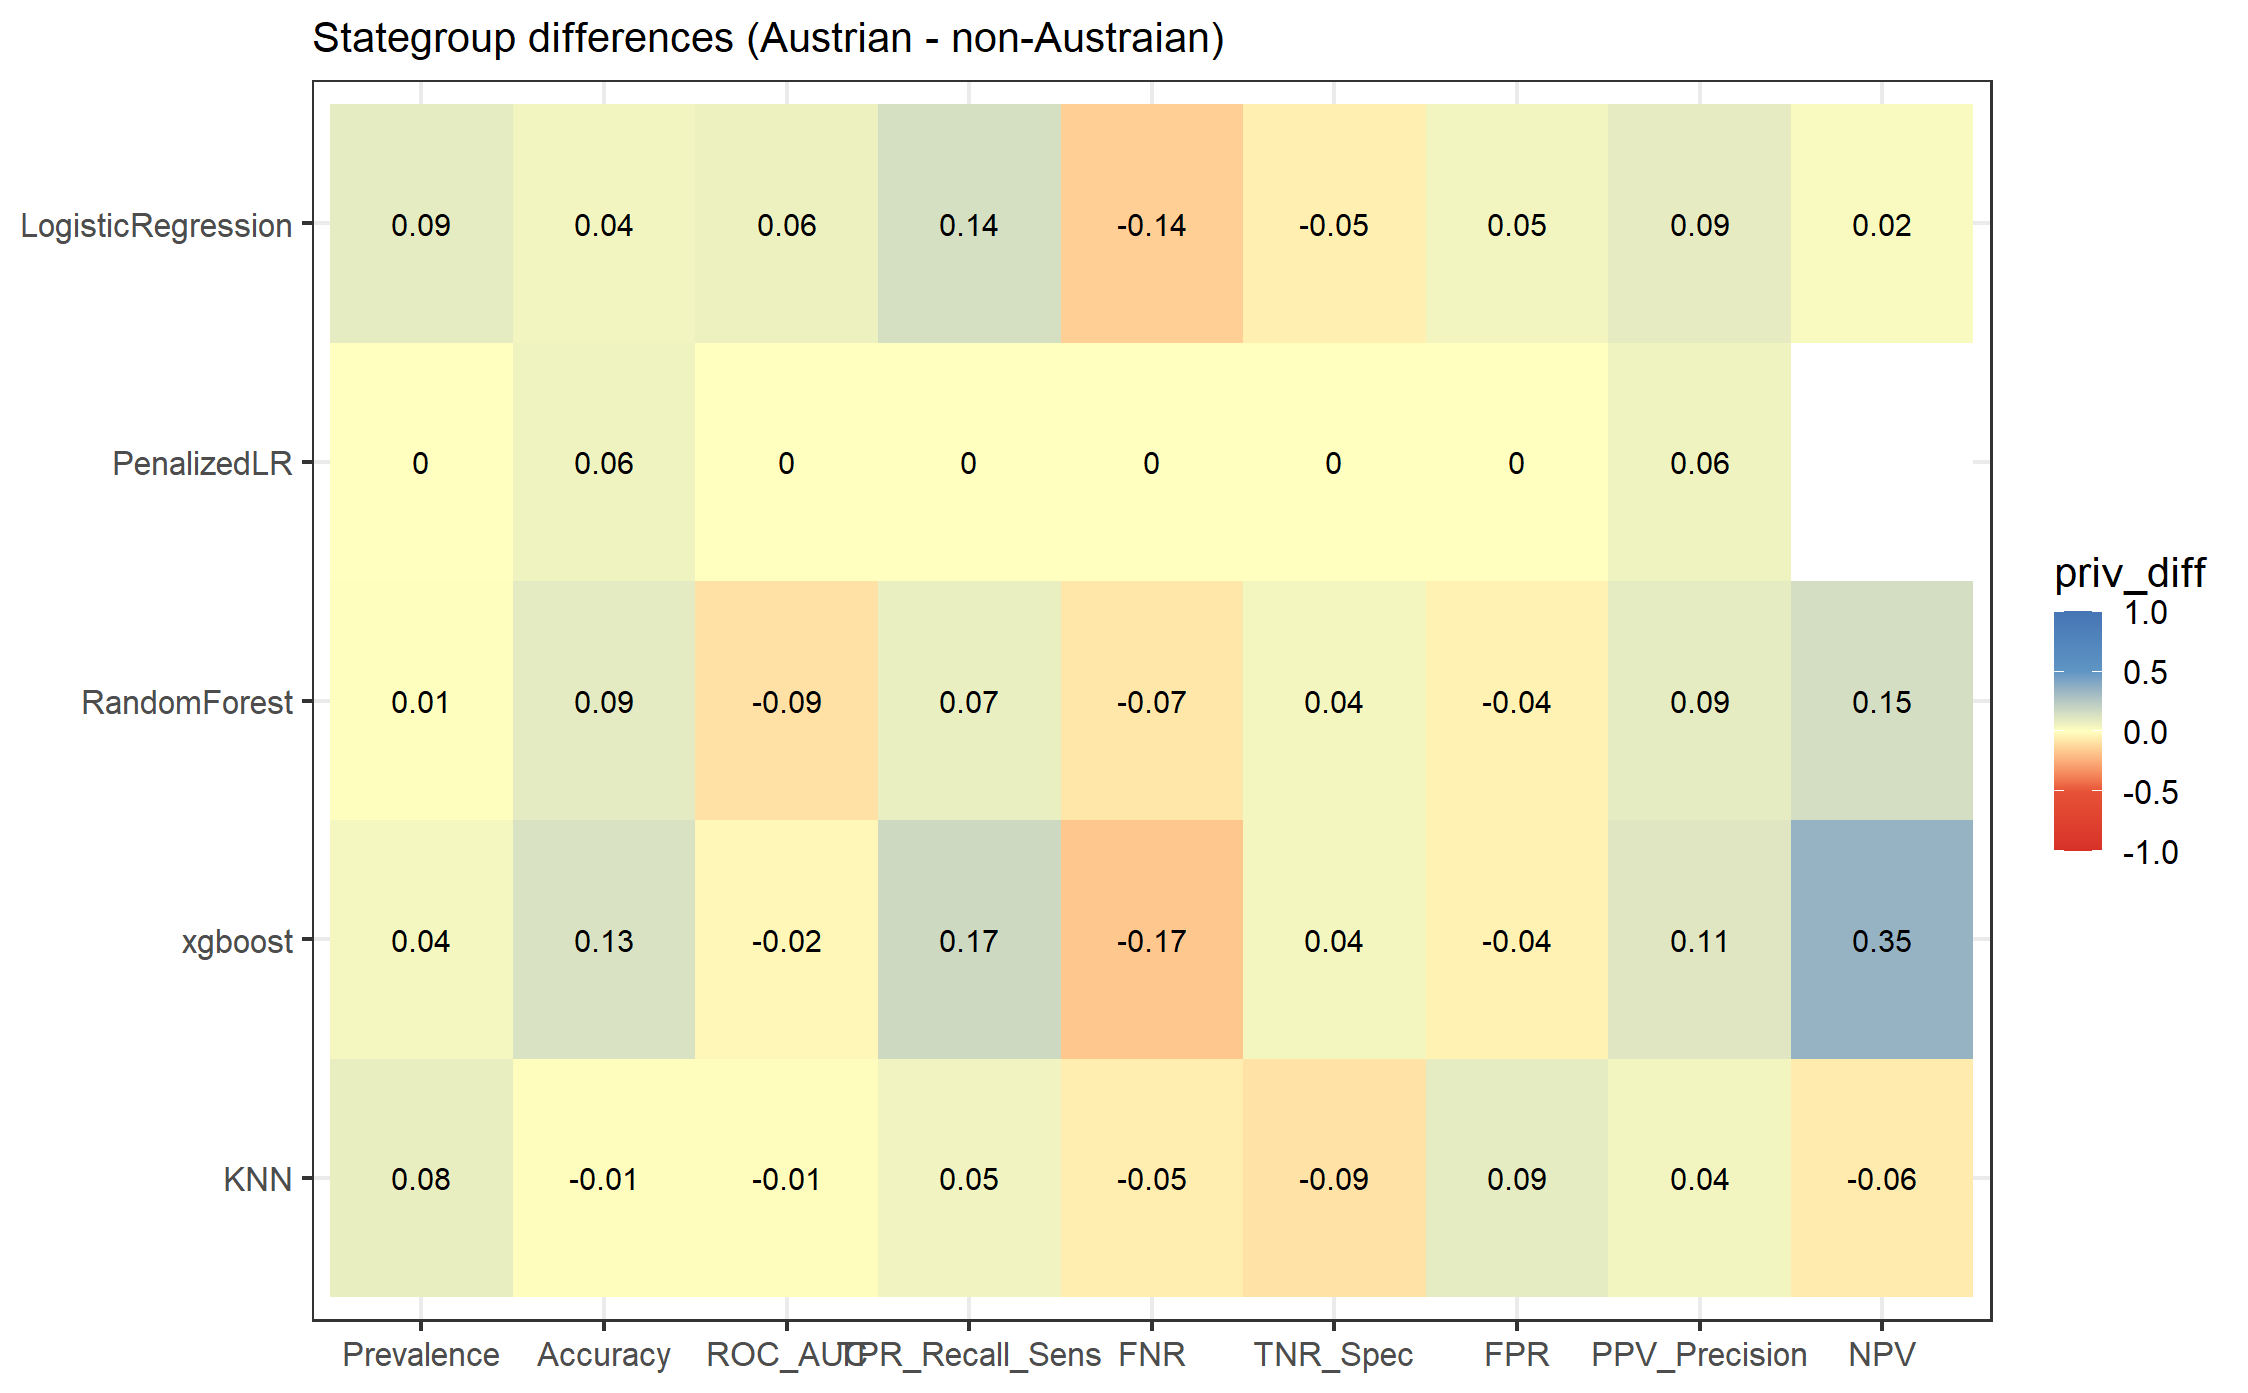 Stategroup differences (Austrian - non-Austraian)
LogisticRegression 0.09 0.04 0.06 0.14 -0.14 -0.05 0.05 0.09 0.02
PenalizedLR 0 0.06 0 0 0 0 0 0.06
RandomForest 0.01 0.09 -0.09 0.07 -0.07 0.04 -0.04 0.09 0.15
xgboost 0.04 0.13 -0.02 0.17 -0.17 0.04 -0.04 0.11 0.35
KNN 0.08 -0.01 -0.01 0.05 -0.05 -0.09 0.09 0.04 -0.06
Prevalence Accuracy ROC_AUC TPR_Recall_Sens FNR TNR_Spec FPR PPV_Precision NPV
priv_diff
1.0
0.5
0.0
-0.5
-1.0